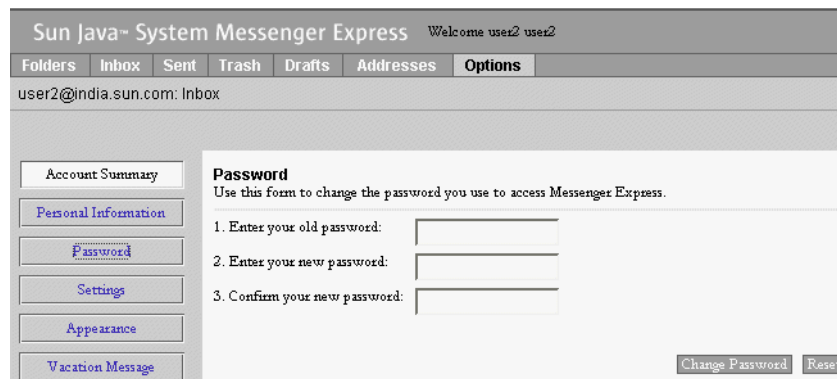 Sun Java™ System Messenger Express Welcome user2 user2
Folders Inbox Sent Trash Drafts Addresses Options
user2@india.sun.com: Inbox
Account Summary
Personal Information
Password
Settings
Appearance
Vacation Message
Password
Use this form to change the password you use to access Messenger Express.
1. Enter your old password:
2. Enter your new password:
3. Confirm your new password:
Change Password